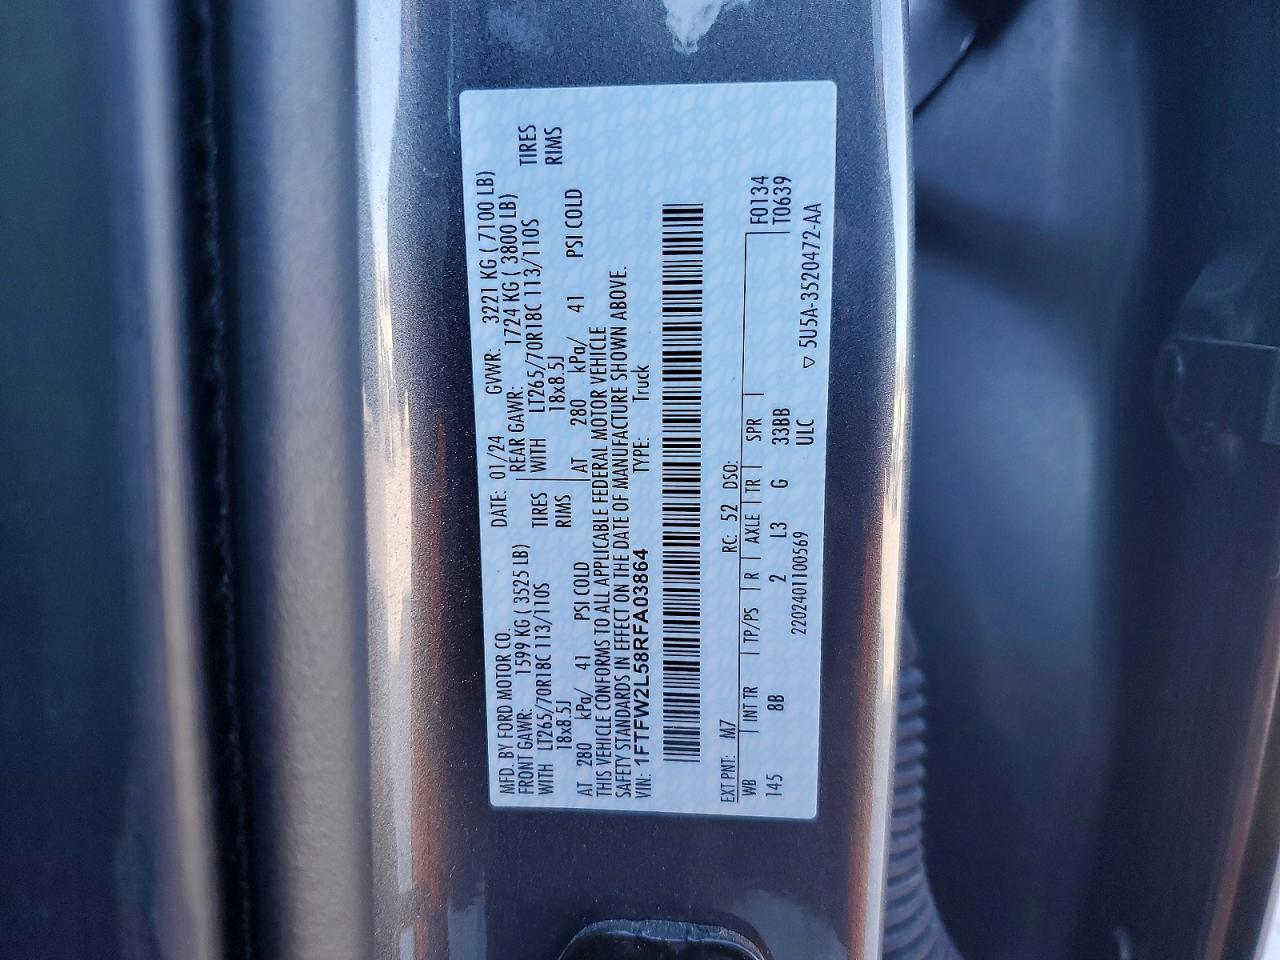 MFD. BY FORD MOTOR CO. DATE: 01/24 GVWR: 3221 KG ( 7100 LB)
FRONT GAWR: 1599 KG ( 3525 LB) REAR GAWR: 1724 KG ( 3800 LB)
WITH LT265/70R18C 113/110S TIRES WITH LT265/70R18C 113/110S TIRES
18x8.5J RIMS 18x8.5J RIMS
AT 280 kPa/ 41 PSI COLD AT 280 kPa/ 41 PSI COLD
THIS VEHICLE CONFORMS TO ALL APPLICABLE FEDERAL MOTOR VEHICLE
SAFETY STANDARDS IN EFFECT ON THE DATE OF MANUFACTURE SHOWN ABOVE.
VIN: 1FTFW2L58RFA03864 TYPE: Truck
EXT PNT: M7 RC: 52 DSO: F0134
WB INT TR TP/PS R AXLE TR SPR T0639
145 8B 2 L3 G 33BB
2202401100569 ULC ▽ 5U5A-3520472-AA